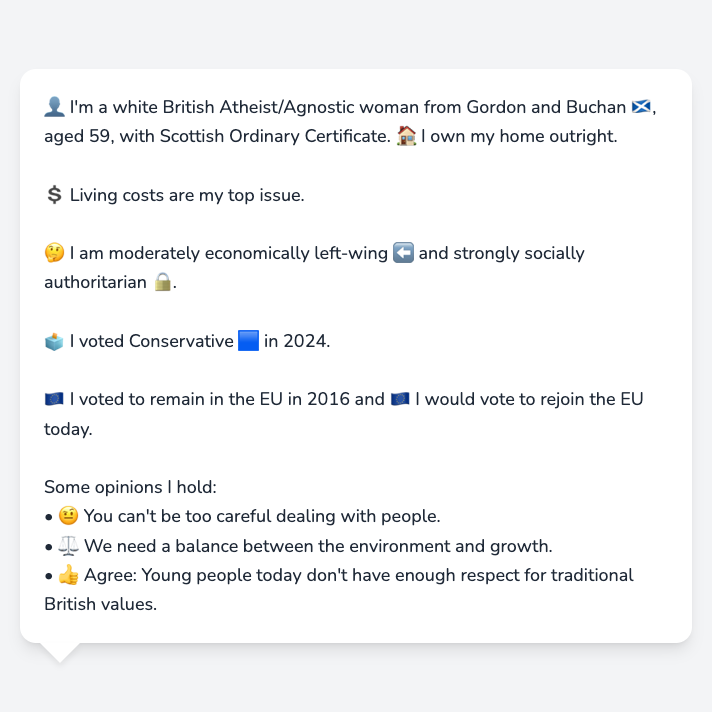 👤 I'm a white British Atheist/Agnostic woman from Gordon and Buchan 🏴󠁧󠁢󠁳󠁣󠁴󠁿,
aged 59, with Scottish Ordinary Certificate. 🏠 I own my home outright.
💲 Living costs are my top issue.
🤔 I am moderately economically left-wing ⬅️ and strongly socially
authoritarian 🔒.
🗳️ I voted Conservative 🟦 in 2024.
🇪🇺 I voted to remain in the EU in 2016 and 🇪🇺 I would vote to rejoin the EU
today.
Some opinions I hold:
• 🤨 You can't be too careful dealing with people.
• ⚖️ We need a balance between the environment and growth.
• 👍 Agree: Young people today don't have enough respect for traditional
British values.